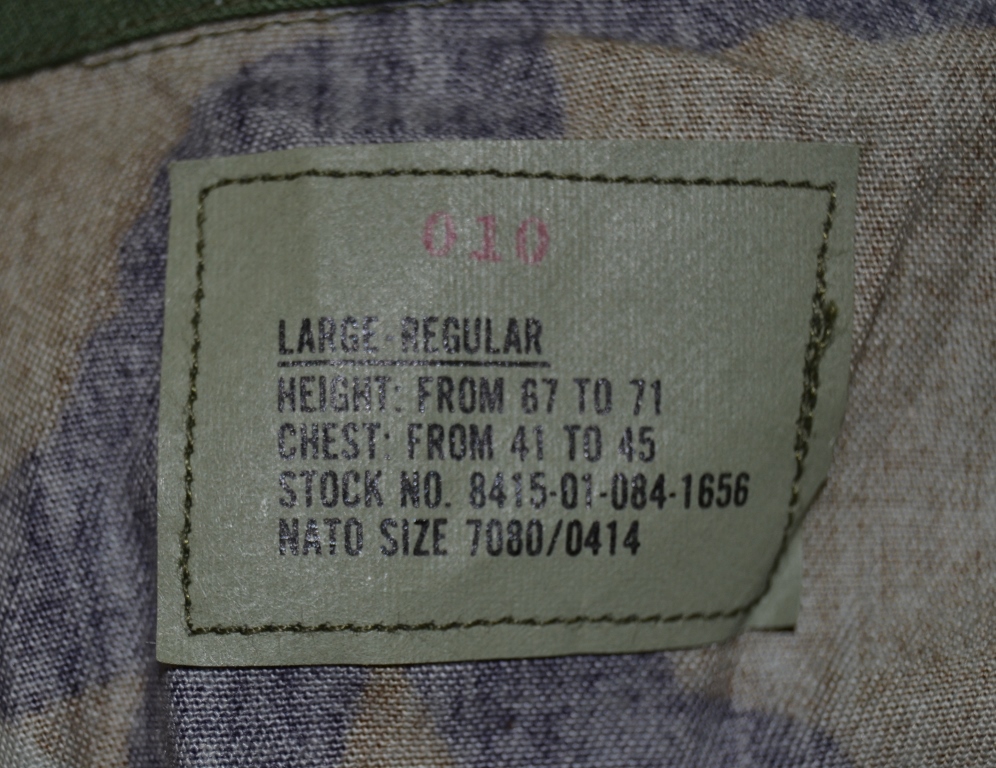 010
LARGE-REGULAR
HEIGHT: FROM 67 TO 71
CHEST: FROM 41 TO 45
STOCK NO. 8415-01-084-1656
NATO SIZE 7080/0414